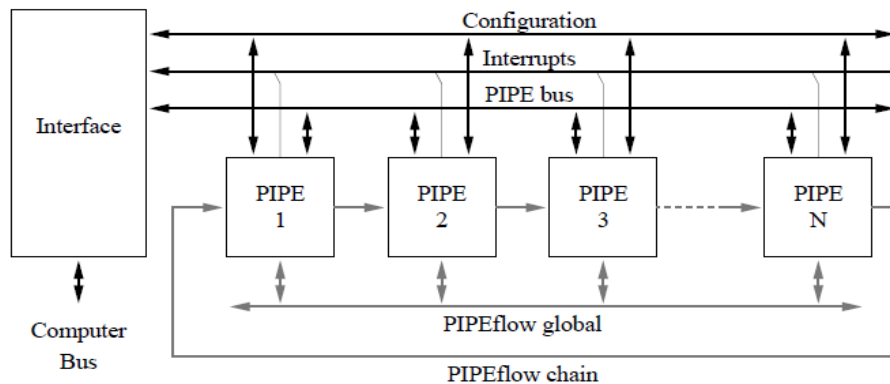 Configuration
Interrupts
PIPE bus
Interface
PIPE
1
PIPE
2
PIPE
3
PIPE
N
PIPEflow global
Computer
Bus
PIPEflow chain